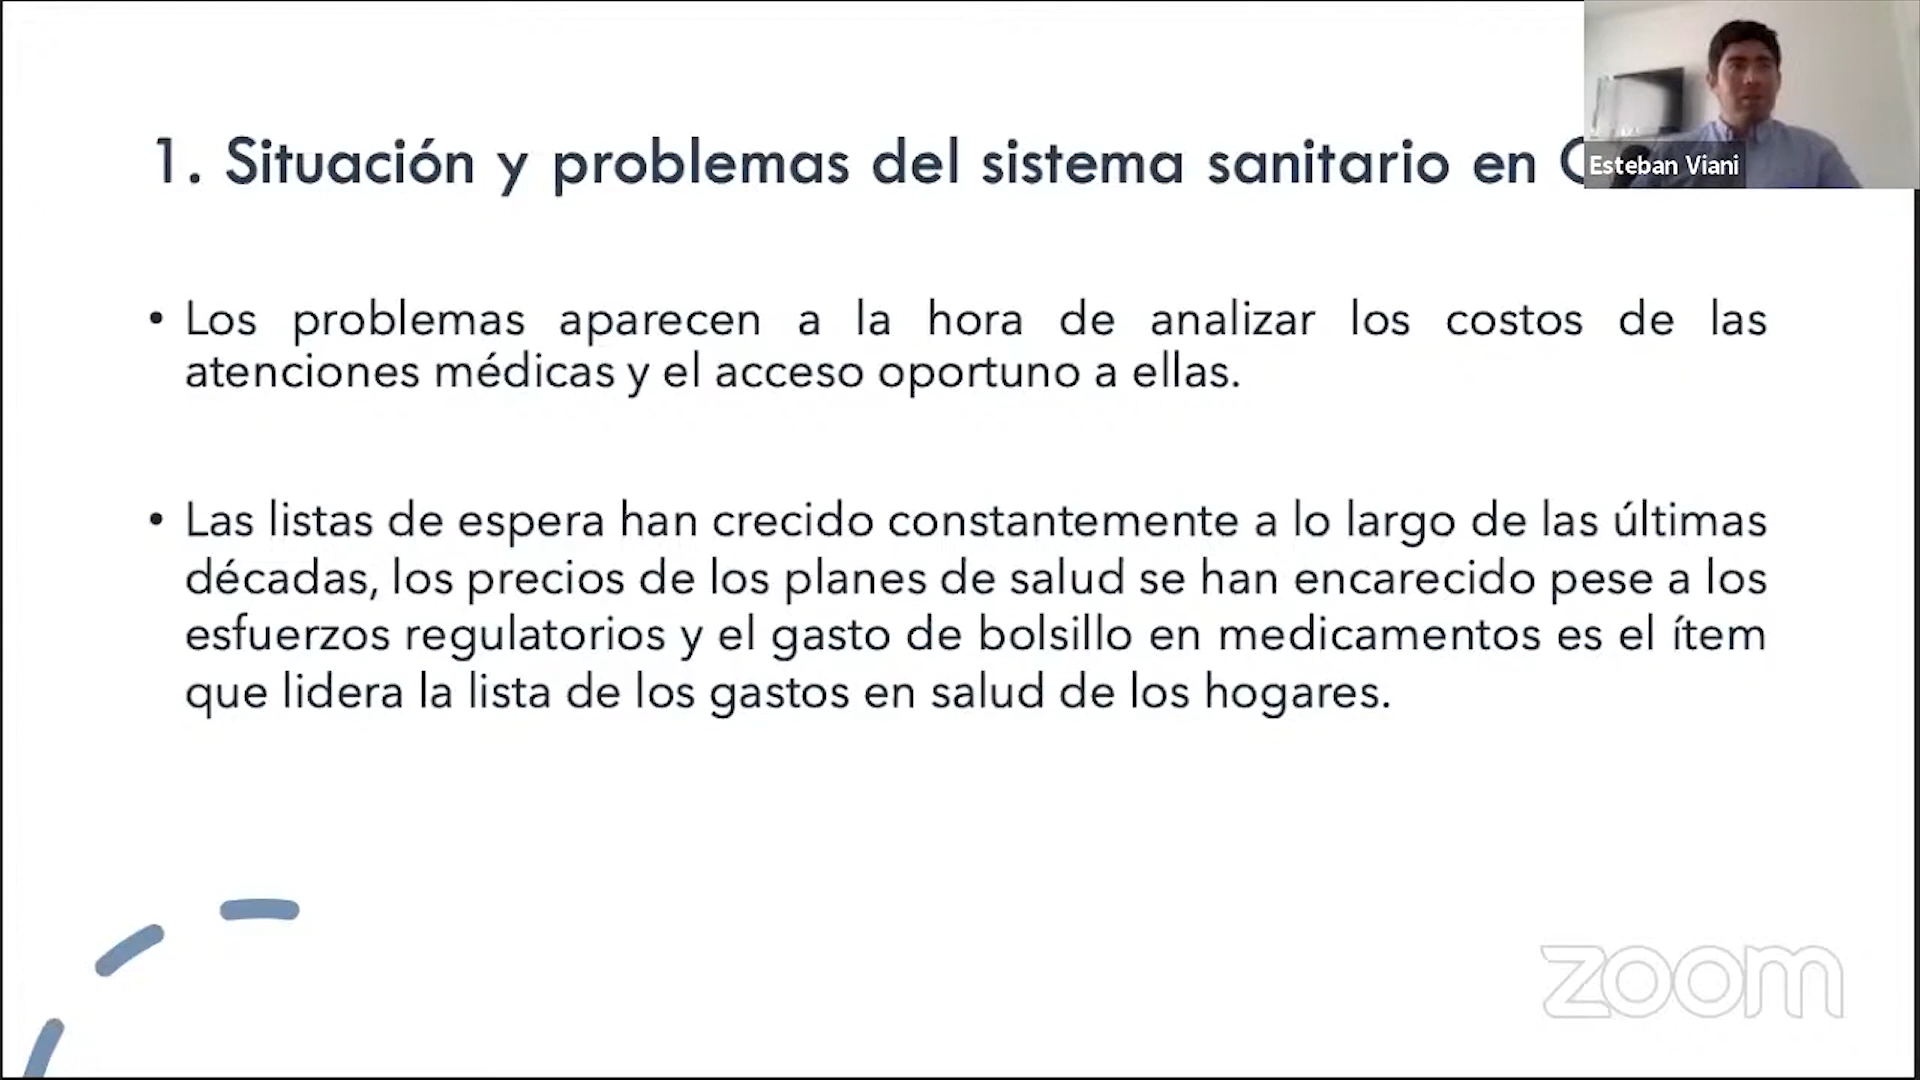 1. Situación y problemas del sistema sanitario en
Esteban Viani
• Los problemas aparecen a la hora de analizar los costos de las
atenciones médicas y el acceso oportuno a ellas.
• Las listas de espera han crecido constantemente a lo largo de las últimas
décadas, los precios de los planes de salud se han encarecido pese a los
esfuerzos regulatorios y el gasto de bolsillo en medicamentos es el ítem
que lidera la lista de los gastos en salud de los hogares.
zoom